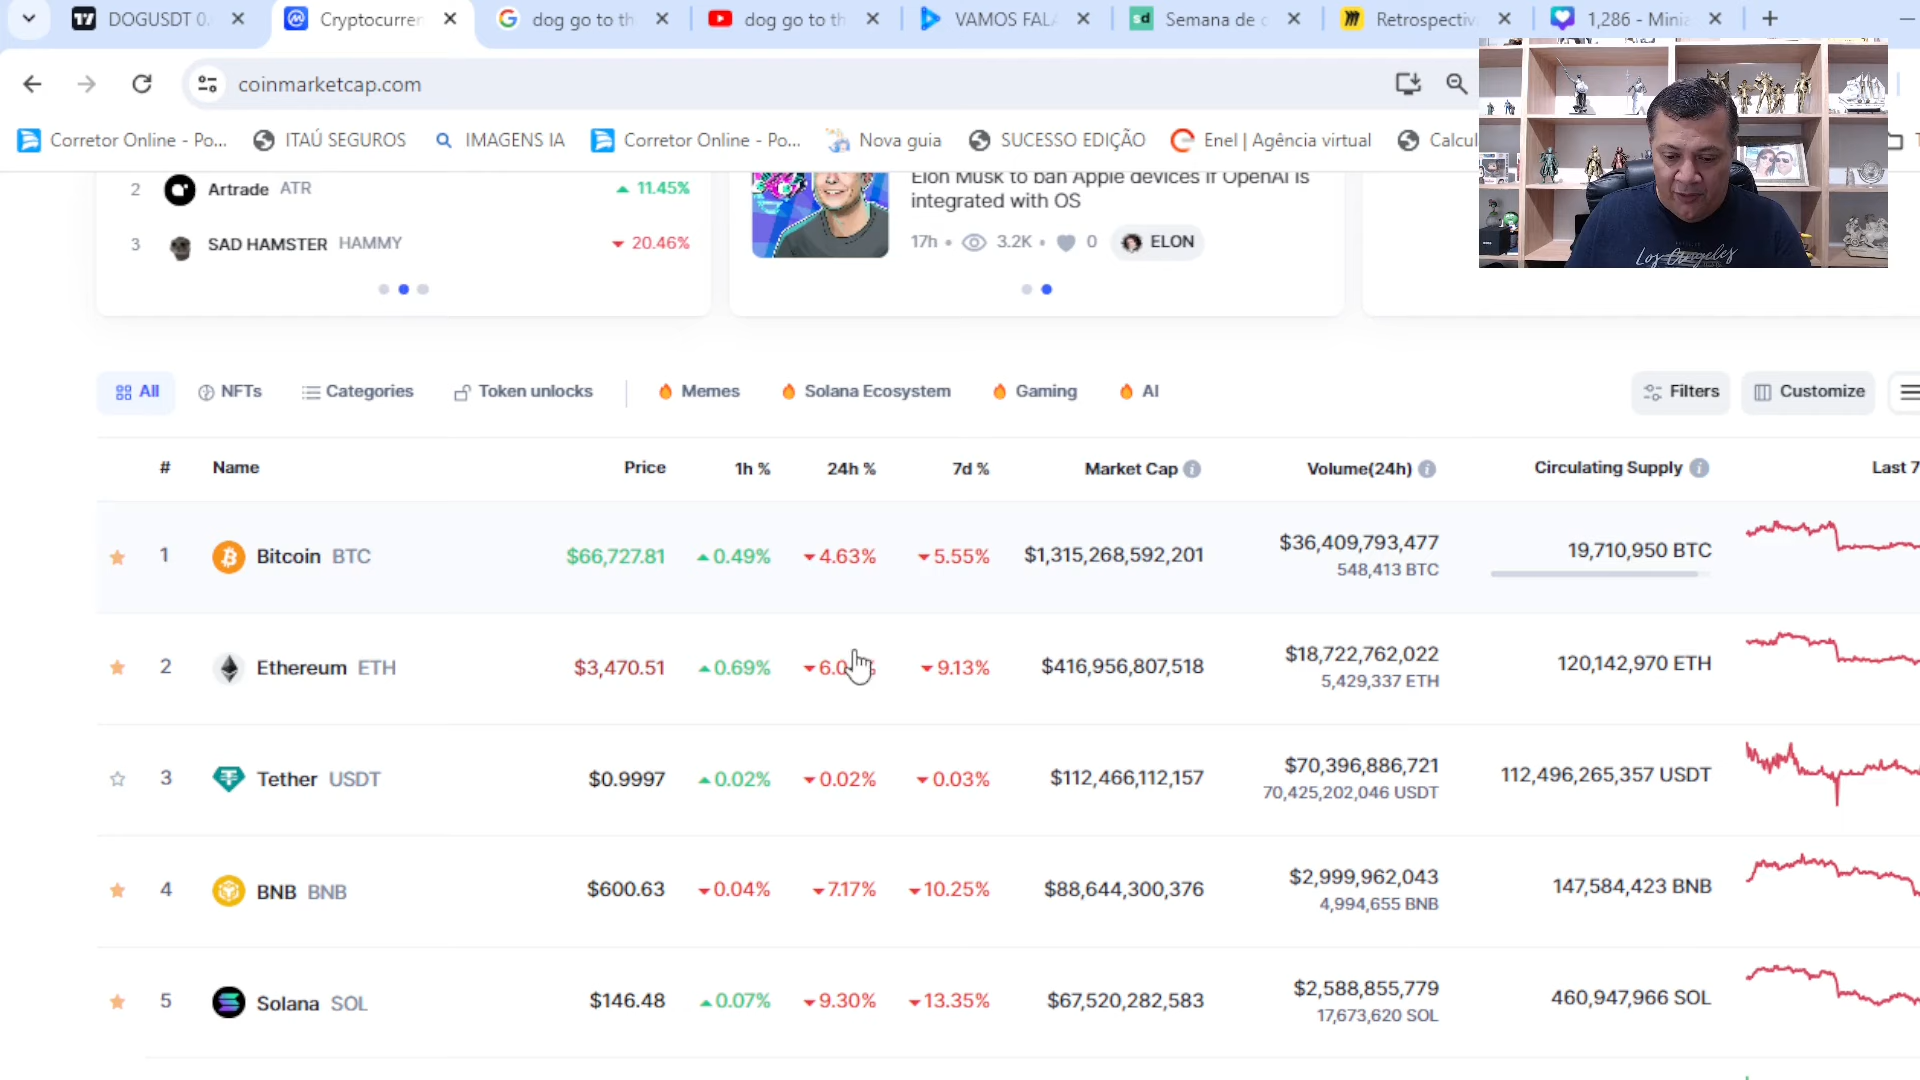 DOGUSDT 0.
Cryptocurren
dog go to th
dog go to th
VAMOS FALA
Semana de c
Retrospectiv
1,286 - Minia
coinmarketcap.com
Corretor Online - Po...
ITAÚ SEGUROS
IMAGENS IA
Corretor Online - Po...
Nova guia
SUCESSO EDIÇÃO
Enel | Agência virtual
Calcul
2 Artrade ATR 11.45%
3 SAD HAMSTER HAMMY 20.46%
Elon Musk to ban Apple devices if OpenAI is
integrated with OS
17h • 3.2K • 0 ELON
Los Angeles
All
NFTs
Categories
Token unlocks
Memes
Solana Ecosystem
Gaming
AI
Filters
Customize
# Name Price 1h % 24h % 7d % Market Cap Volume(24h) Circulating Supply Last 7
1 Bitcoin BTC $66,727.81 0.49% 4.63% 5.55% $1,315,268,592,201 $36,409,793,477 19,710,950 BTC
548,413 BTC
2 Ethereum ETH $3,470.51 0.69% 9.13% $416,956,807,518 $18,722,762,022 120,142,970 ETH
5,429,337 ETH
3 Tether USDT $0.9997 0.02% 0.02% 0.03% $112,466,112,157 $70,396,886,721 112,496,265,357 USDT
70,425,202,046 USDT
4 BNB BNB $600.63 0.04% 7.17% 10.25% $88,644,300,376 $2,999,962,043 147,584,423 BNB
4,994,655 BNB
5 Solana SOL $146.48 0.07% 9.30% 13.35% $67,520,282,583 $2,588,855,779 460,947,966 SOL
17,673,620 SOL